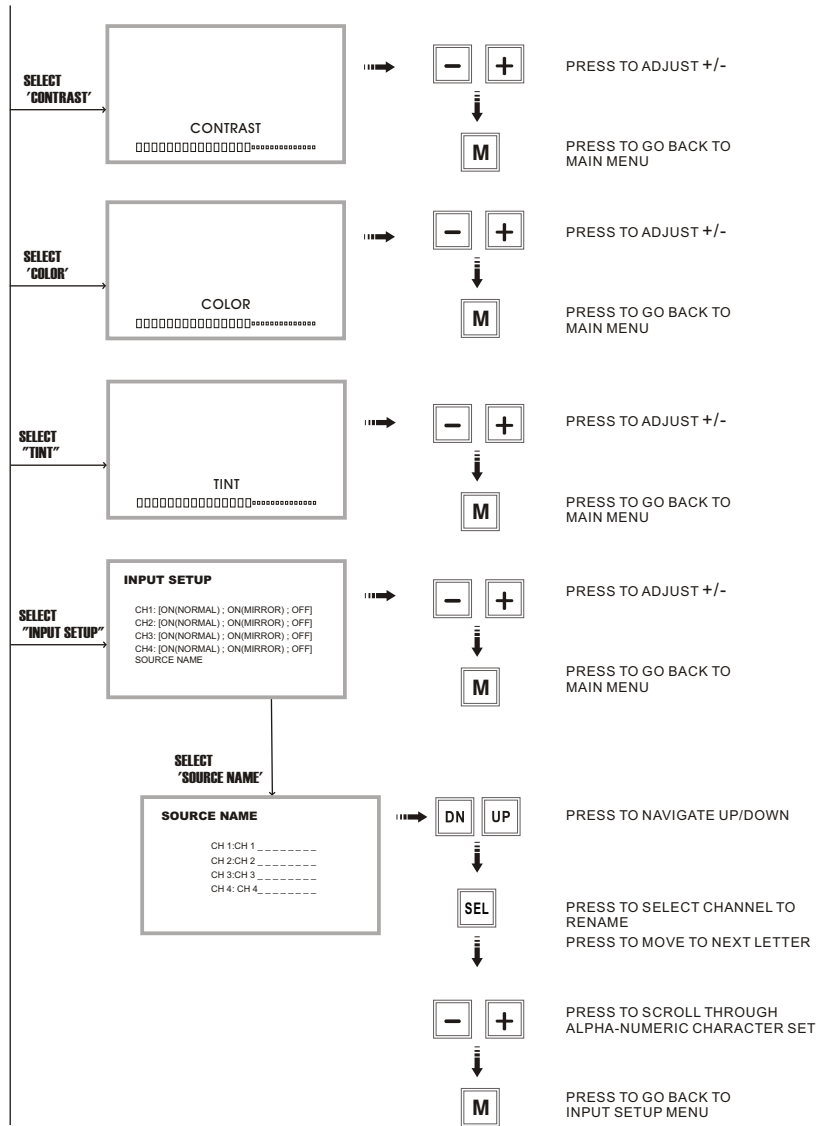 SELECT
'CONTRAST'
CONTRAST
− +
PRESS TO ADJUST +/-
M
PRESS TO GO BACK TO
MAIN MENU
SELECT
'COLOR'
COLOR
− +
PRESS TO ADJUST +/-
M
PRESS TO GO BACK TO
MAIN MENU
SELECT
"TINT"
TINT
− +
PRESS TO ADJUST +/-
M
PRESS TO GO BACK TO
MAIN MENU
SELECT
"INPUT SETUP"
INPUT SETUP
CH1: [ON(NORMAL) ; ON(MIRROR) ; OFF]
CH2: [ON(NORMAL) ; ON(MIRROR) ; OFF]
CH3: [ON(NORMAL) ; ON(MIRROR) ; OFF]
CH4: [ON(NORMAL) ; ON(MIRROR) ; OFF]
SOURCE NAME
− +
PRESS TO ADJUST +/-
M
PRESS TO GO BACK TO
MAIN MENU
SELECT
'SOURCE NAME'
SOURCE NAME
CH 1:CH 1 _ _ _ _ _ _ _ _
CH 2:CH 2 _ _ _ _ _ _ _ _
CH 3:CH 3 _ _ _ _ _ _ _ _
CH 4: CH 4_ _ _ _ _ _ _ _
DN UP
PRESS TO NAVIGATE UP/DOWN
SEL
PRESS TO SELECT CHANNEL TO
RENAME
PRESS TO MOVE TO NEXT LETTER
− +
PRESS TO SCROLL THROUGH
ALPHA-NUMERIC CHARACTER SET
M
PRESS TO GO BACK TO
INPUT SETUP MENU